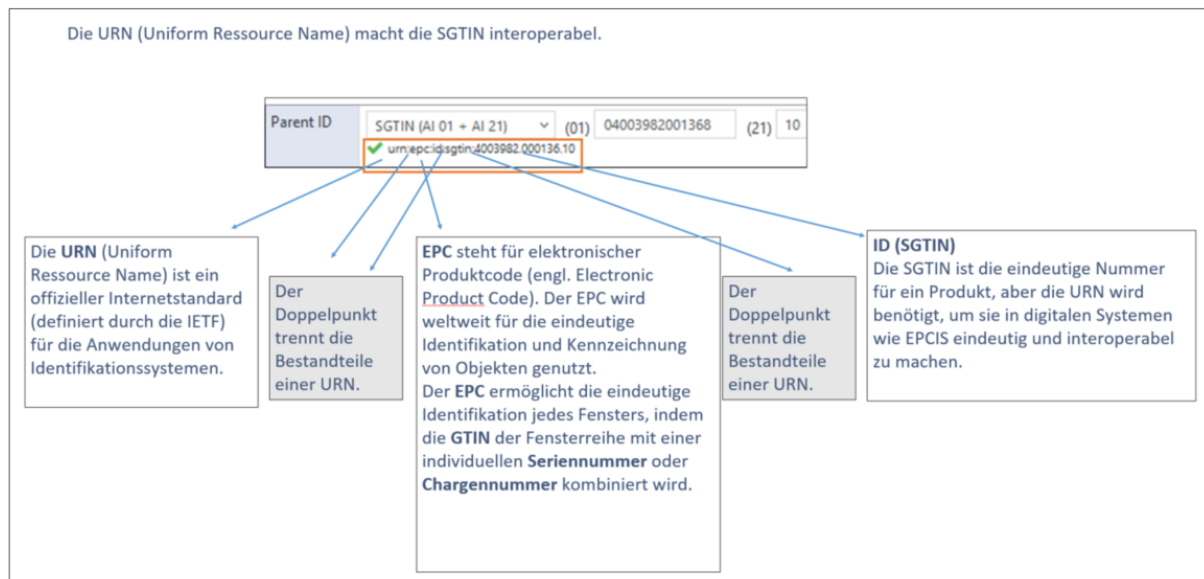 Die URN (Uniform Ressource Name) macht die SGTIN interoperabel.
Parent ID
SGTIN (AI 01 + AI 21)
(01)
04003982001368
(21)
10
urn:epc:id:sgtin:4003982.000136.10
Die URN (Uniform
Ressource Name) ist ein
offizieller Internetstandard
(definiert durch die IETF)
für die Anwendungen von
Identifikationssystemen.
Der
Doppelpunkt
trennt die
Bestandteile
einer URN.
EPC steht für elektronischer
Produktcode (engl. Electronic
Product Code). Der EPC wird
weltweit für die eindeutige
Identifikation und Kennzeichnung
von Objekten genutzt.
Der EPC ermöglicht die eindeutige
Identifikation jedes Fensters, indem
die GTIN der Fensterreihe mit einer
individuellen Seriennummer oder
Chargennummer kombiniert wird.
Der
Doppelpunkt
trennt die
Bestandteile
einer URN.
ID (SGTIN)
Die SGTIN ist die eindeutige Nummer
für ein Produkt, aber die URN wird
benötigt, um sie in digitalen Systemen
wie EPCIS eindeutig und interoperabel
zu machen.